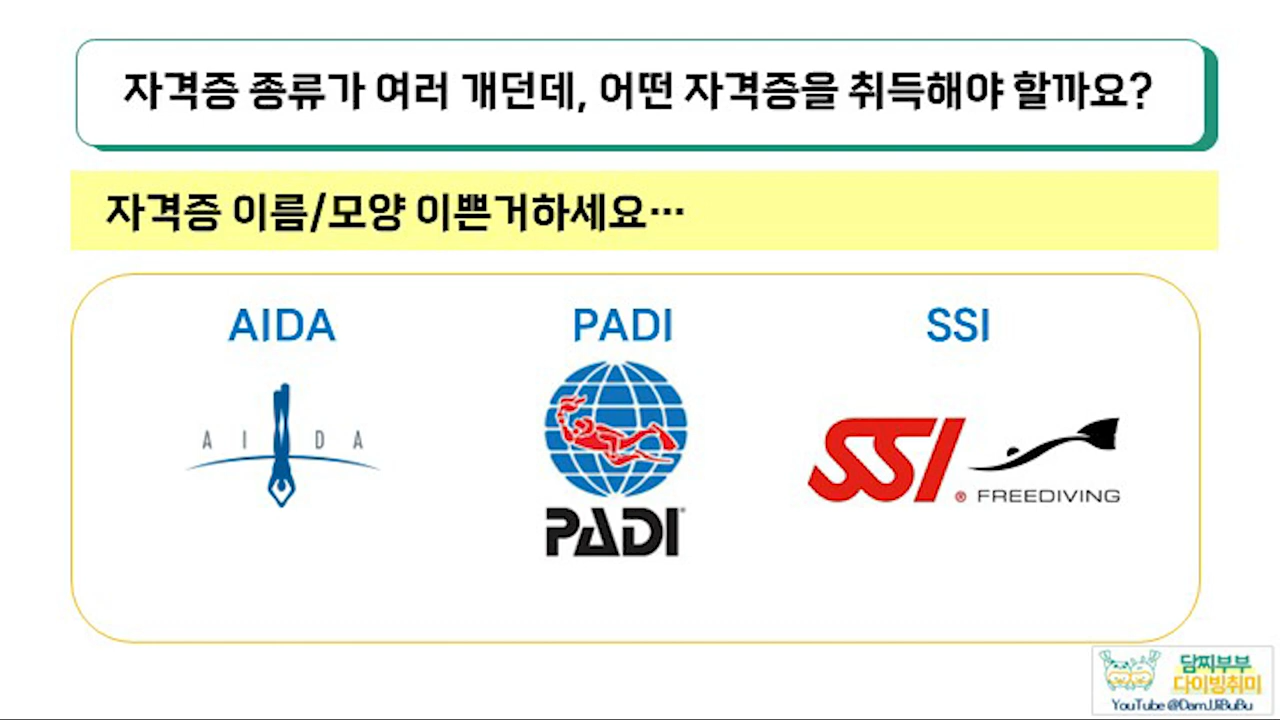 자격증 종류가 여러 개던데, 어떤 자격증을 취득해야 할까요?
자격증 이름/모양 이쁜거하세요…
AIDA
PADI
SSI
A I D A
PADI
SSI® FREEDIVING
담찌부부
다이빙취미
YouTube @DamJJiBuBu